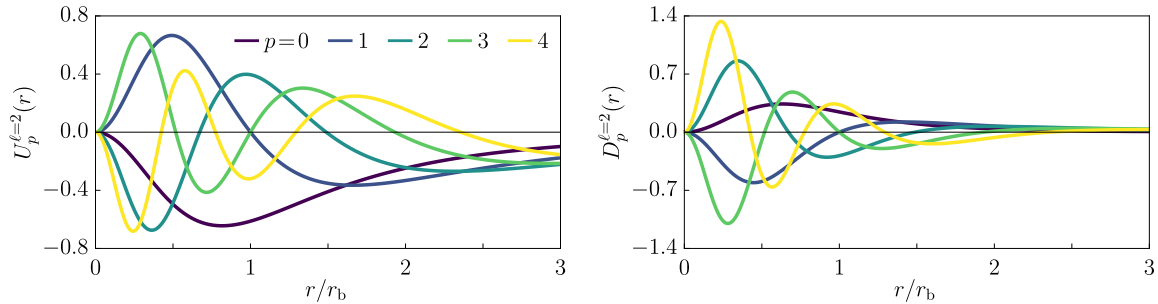 0.8
0.4
0.0
−0.4
−0.8
U_p^{ℓ=2}(r)
p=0 1 2 3 4
0 1 2 3
r/r_b
1.4
0.7
0.0
−0.7
−1.4
D_p^{ℓ=2}(r)
0 1 2 3
r/r_b